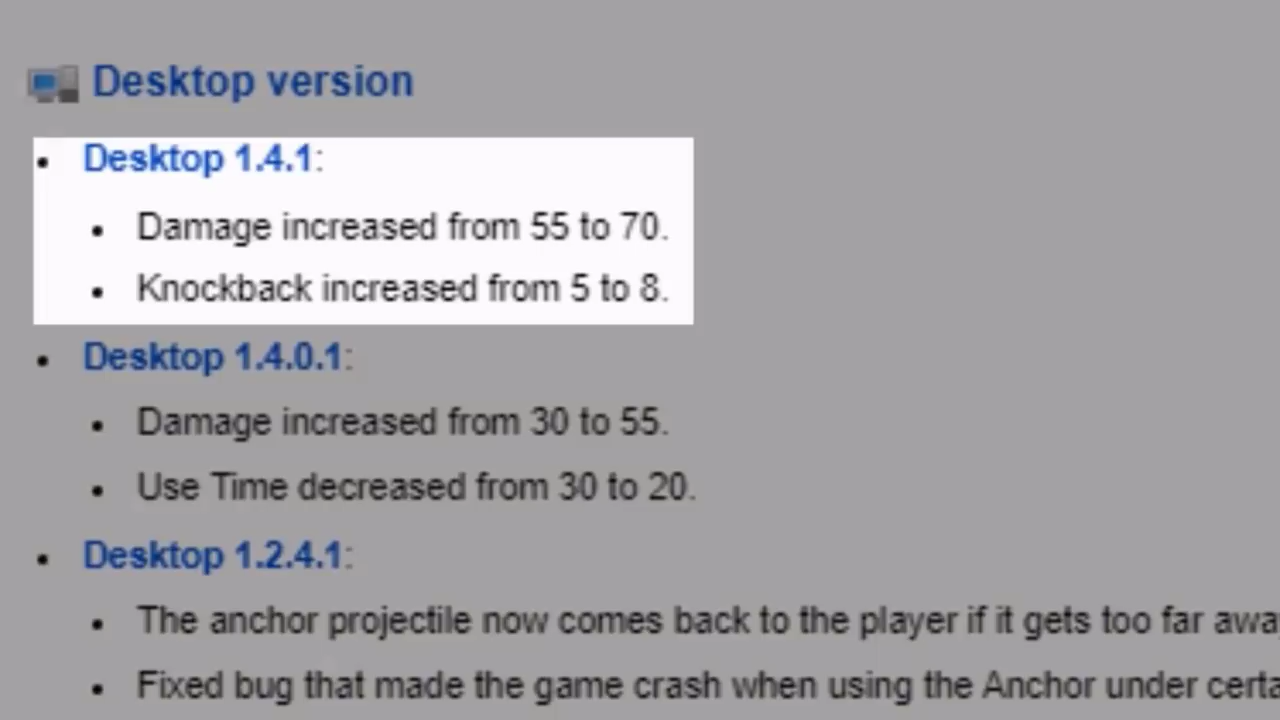 Desktop version
Desktop 1.4.1:
Damage increased from 55 to 70.
Knockback increased from 5 to 8.
Desktop 1.4.0.1:
Damage increased from 30 to 55.
Use Time decreased from 30 to 20.
Desktop 1.2.4.1:
The anchor projectile now comes back to the player if it gets too far
Fixed bug that made the game crash when using the Anchor under